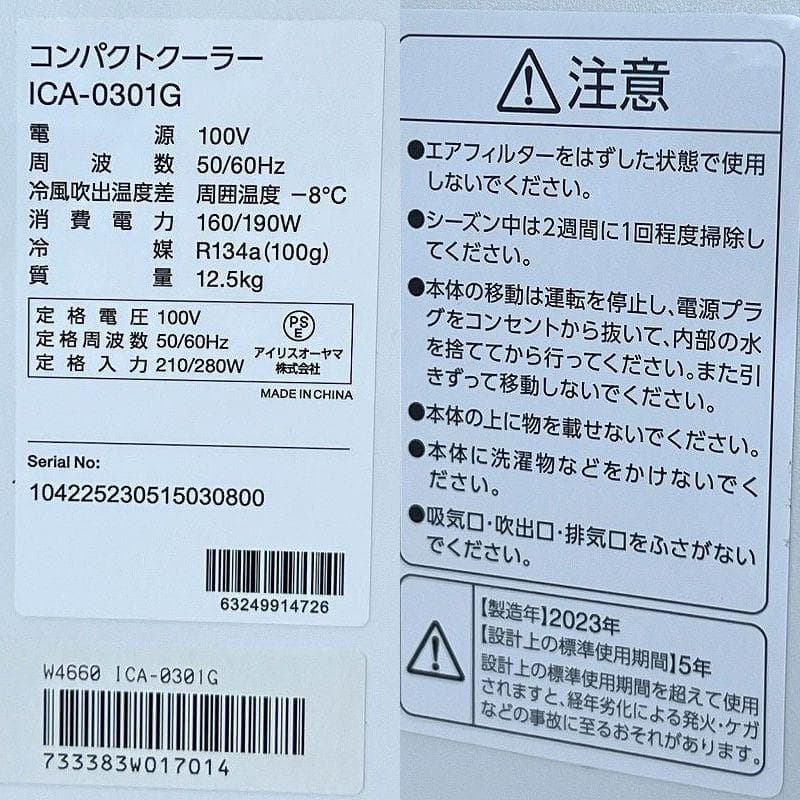 コンパクトクーラー
ICA-0301G
電源 100V
周波数 50/60Hz
冷風吹出温度差 周囲温度 −8℃
消費電力 160/190W
冷媒 R134a(100g)
質量 12.5kg
定格電圧 100V
定格周波数 50/60Hz
定格入力 210/280W
PS
E
アイリスオーヤマ
株式会社
MADE IN CHINA
Serial No:
104225230515030800
63249914726
W4660 ICA-0301G
733383W017014
注意
●エアフィルターをはずした状態で使用
しないでください。
●シーズン中は2週間に1回程度掃除し
てください。
●本体の移動は運転を停止し、電源プラ
グをコンセントから抜いて、内部の水
を捨ててから行ってください。また引
きずって移動しないでください。
●本体の上に物を載せないでください。
●本体に洗濯物などをかけないでくだ
さい。
●吸気口・吹出口・排気口をふさがない
でください。
【製造年】2023年
【設計上の標準使用期間】5年
設計上の標準使用期間を超えて使用
されますと、経年劣化による発火・ケガ
などの事故に至るおそれがあります。